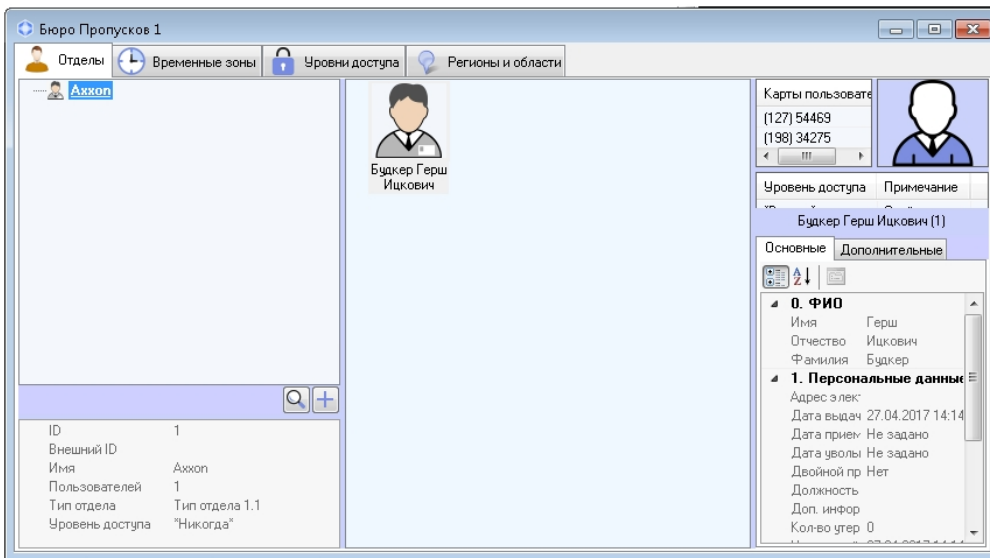 Бюро Пропусков 1
Отделы Временные зоны Уровни доступа Регионы и области
Axxon
Будкер Герш
Ицкович
Карты пользовате
(127) 54469
(198) 34275
Уровень доступа Примечание
Будкер Герш Ицкович (1)
Основные Дополнительные
0. ФИО
Имя Герш
Отчество Ицкович
Фамилия Будкер
1. Персональные данные
Адрес элек
Дата выдач 27.04.2017 14:14
Дата прием Не задано
Дата уволы Не задано
Двойной пр Нет
Должность
Доп. инфор
Кол-во утер 0
ID 1
Внешний ID
Имя Axxon
Пользователей 1
Тип отдела Тип отдела 1.1
Уровень доступа "Никогда"